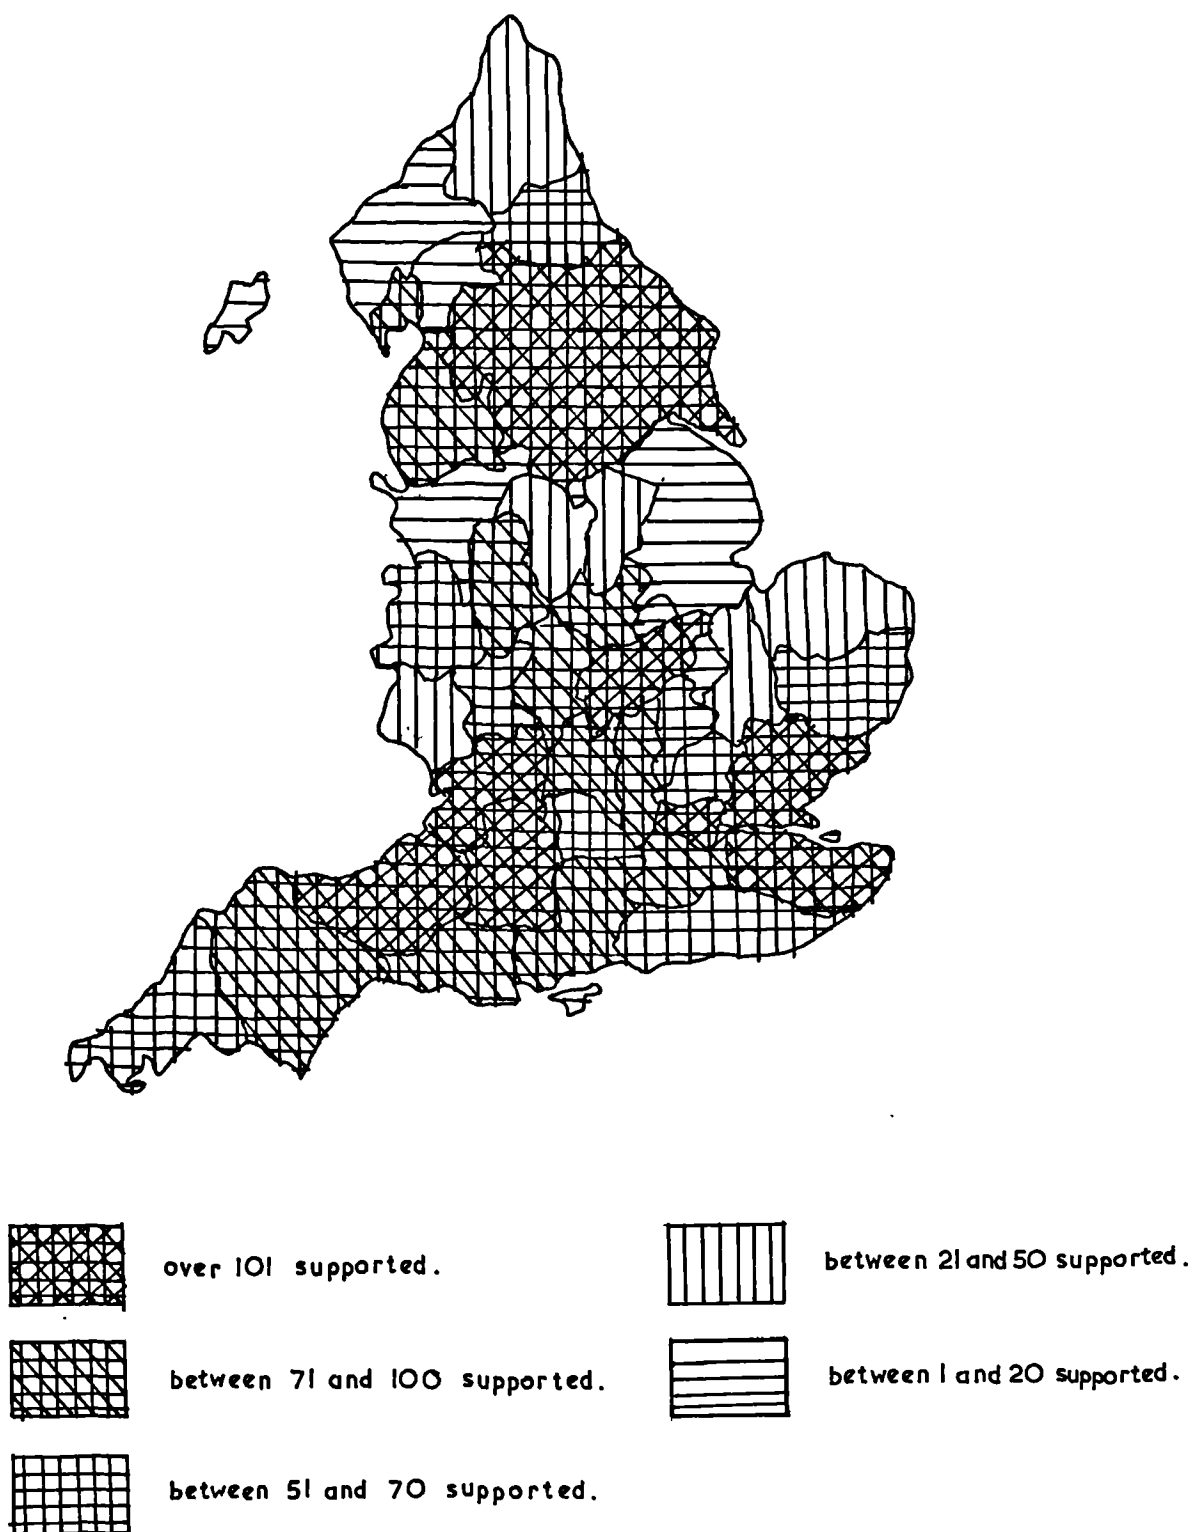 over 101 supported.
between 71 and 100 supported.
between 51 and 70 supported.
between 21 and 50 supported.
between 1 and 20 supported.